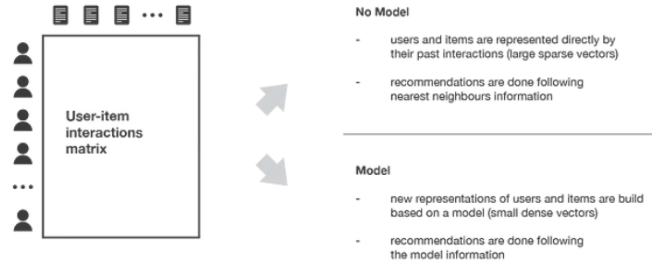 User-item
interactions
matrix
No Model
- users and items are represented directly by
their past interactions (large sparse vectors)
- recommendations are done following
nearest neighbours information
Model
- new representations of users and items are build
based on a model (small dense vectors)
- recommendations are done following
the model information